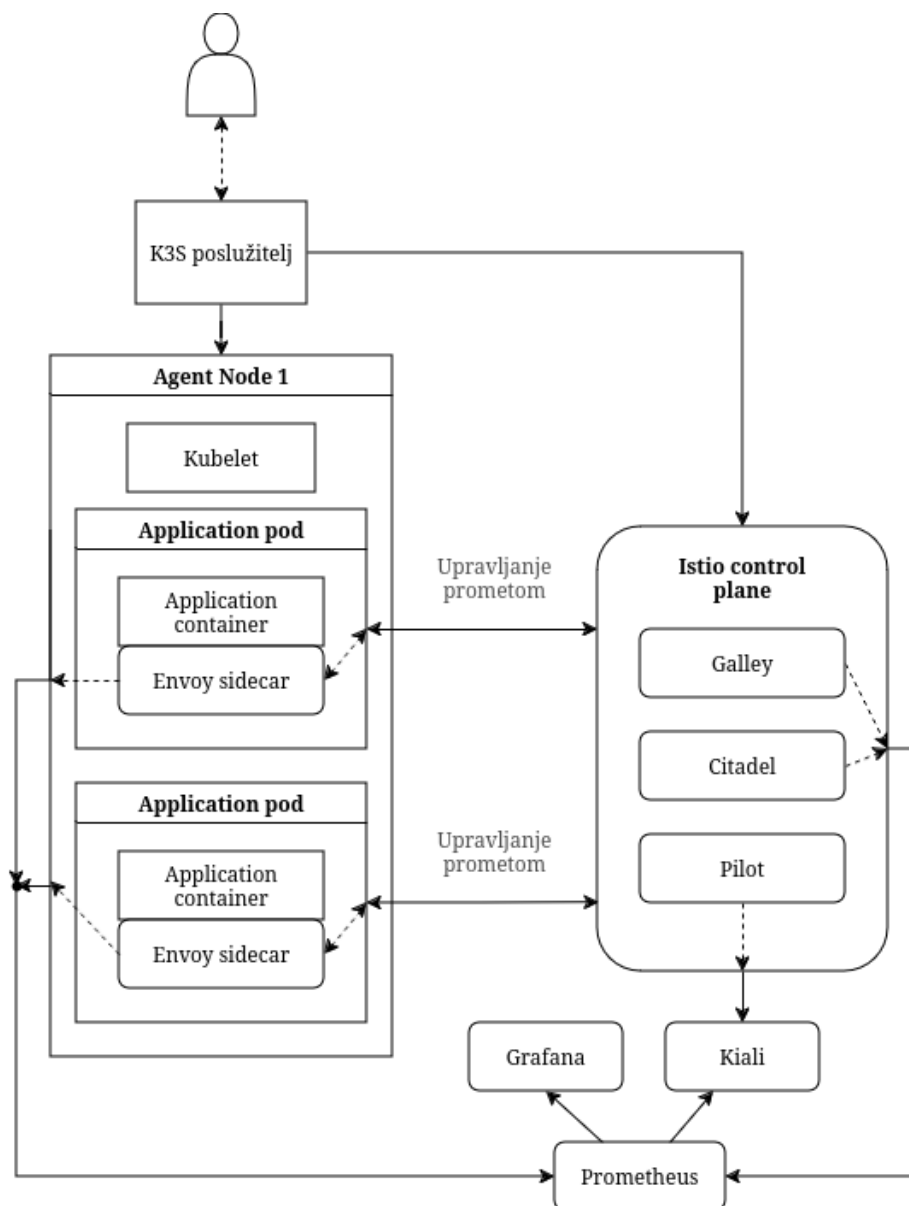 K3S poslužitelj
Agent Node 1
Kubelet
Application pod
Application
container
Envoy sidecar
Upravljanje
prometom
Application pod
Application
container
Envoy sidecar
Upravljanje
prometom
Istio control
plane
Galley
Citadel
Pilot
Grafana
Kiali
Prometheus